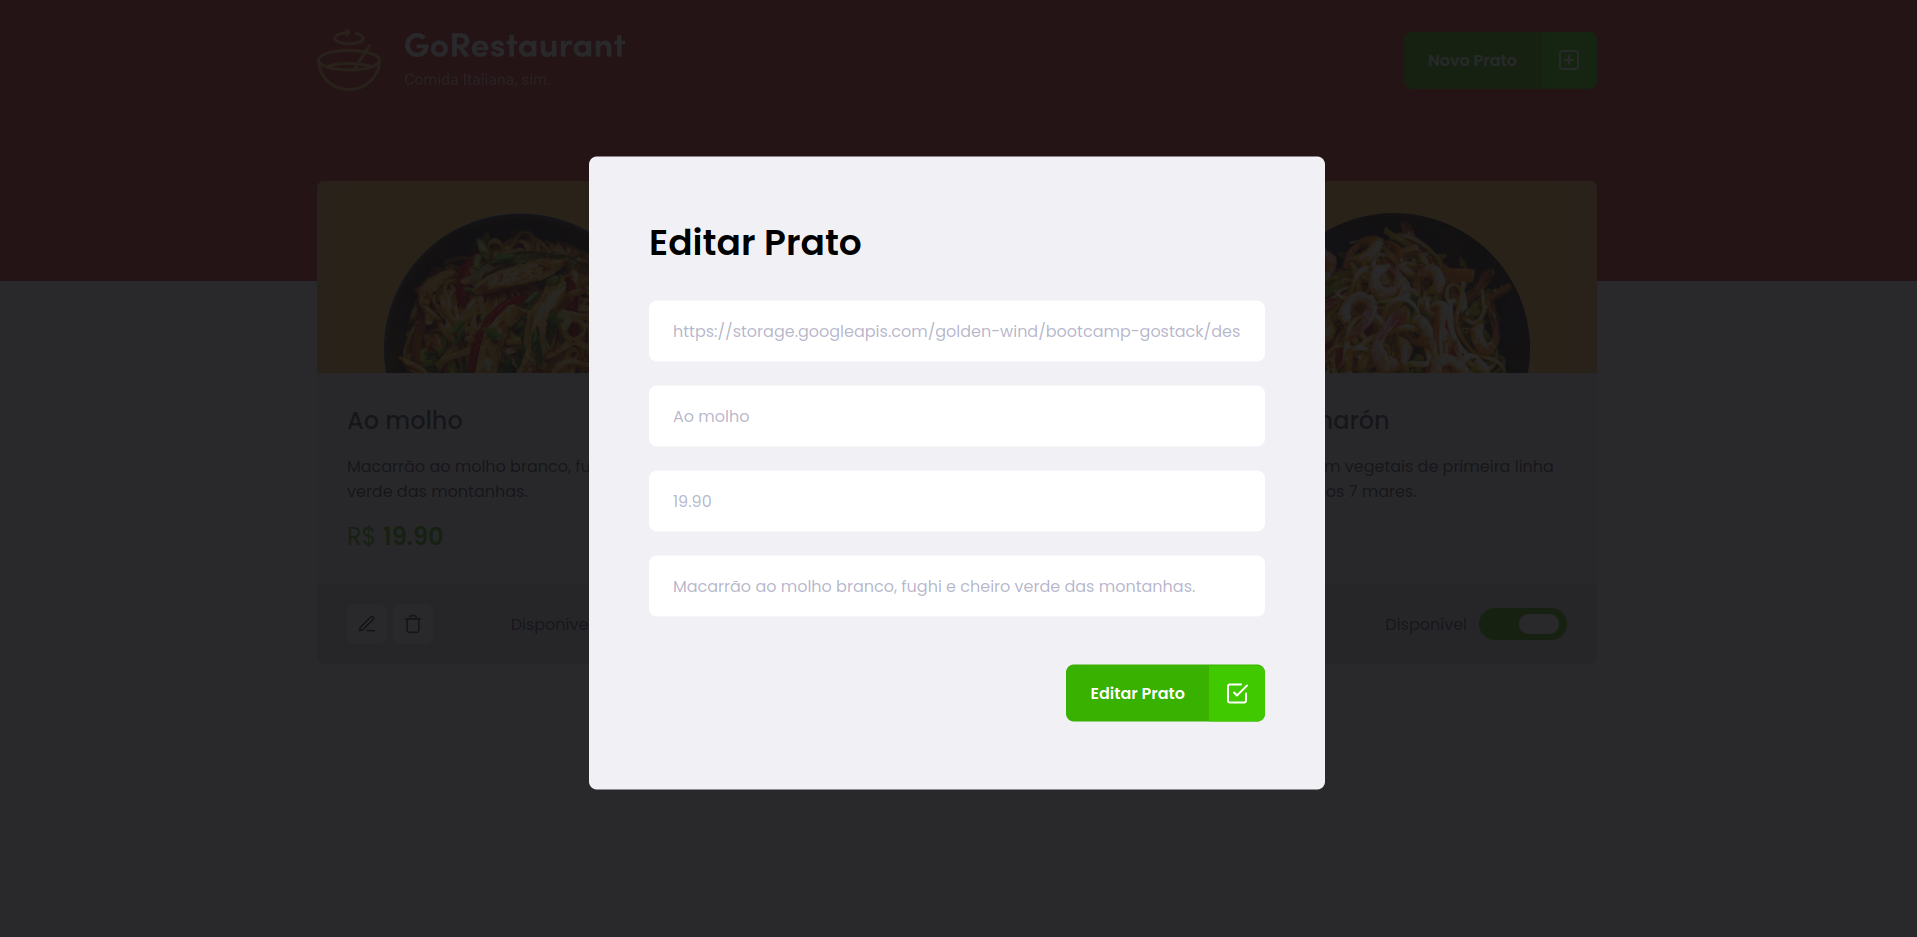 GoRestaurant
Comida Italiana, sim.
Novo Prato
Editar Prato
https://storage.googleapis.com/golden-wind/bootcamp-gostack/des
Ao molho
19.90
Macarrão ao molho branco, fughi e cheiro verde das montanhas.
Editar Prato
Ao molho
Macarrão ao molho branco, fu
verde das montanhas.
R$ 19.90
Disponíve
marón
m vegetais de primeira linha
os 7 mares.
Disponível